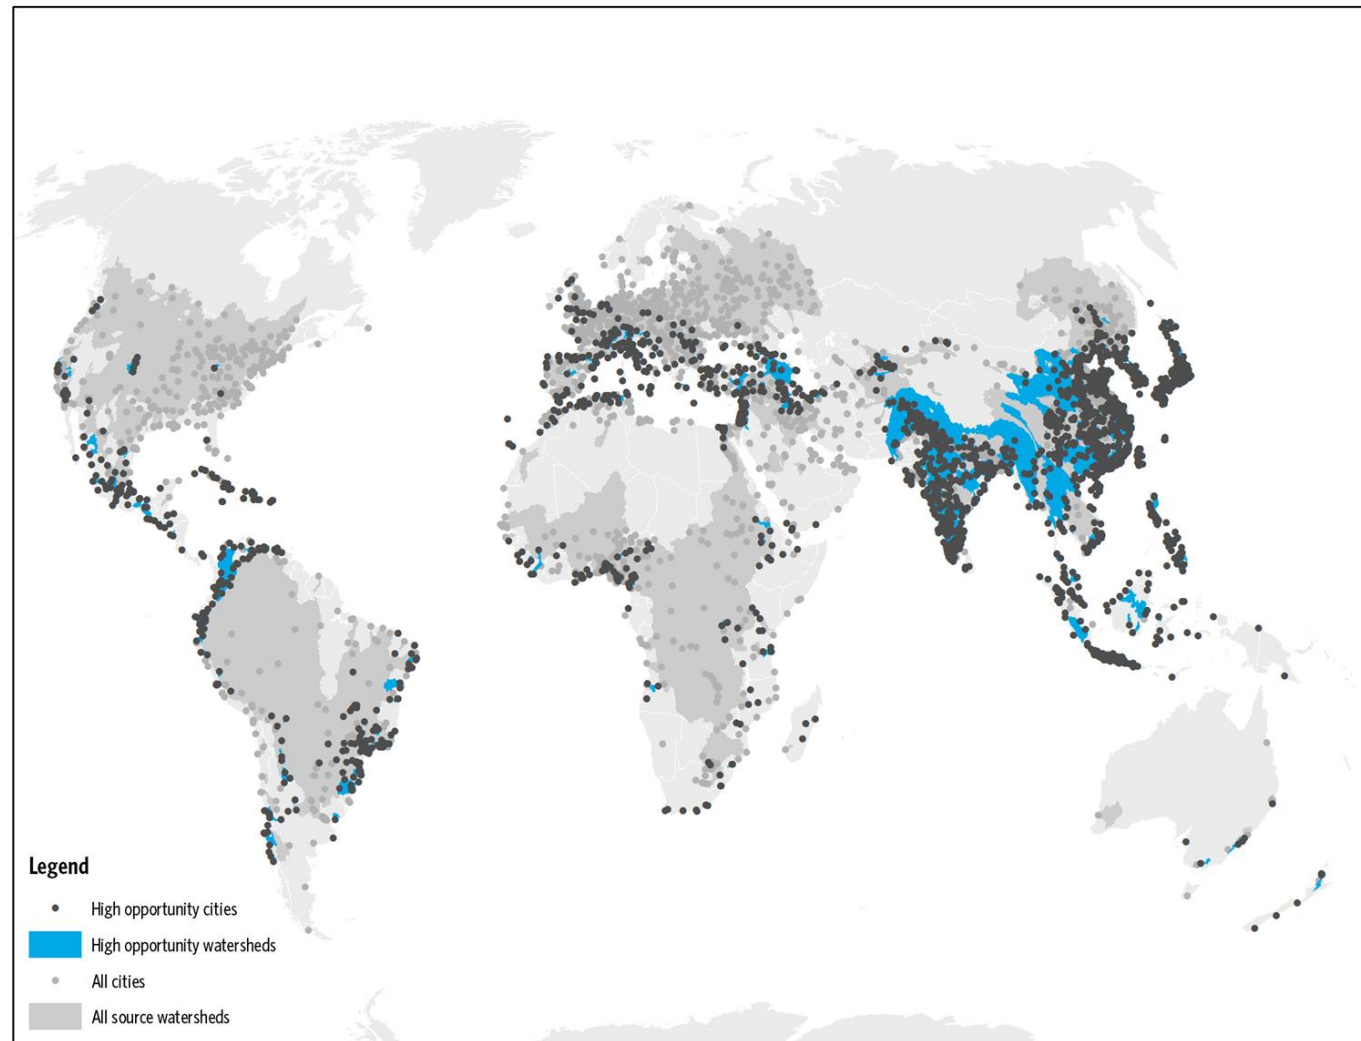 Legend
High opportunity cities
High opportunity watersheds
All cities
All source watersheds